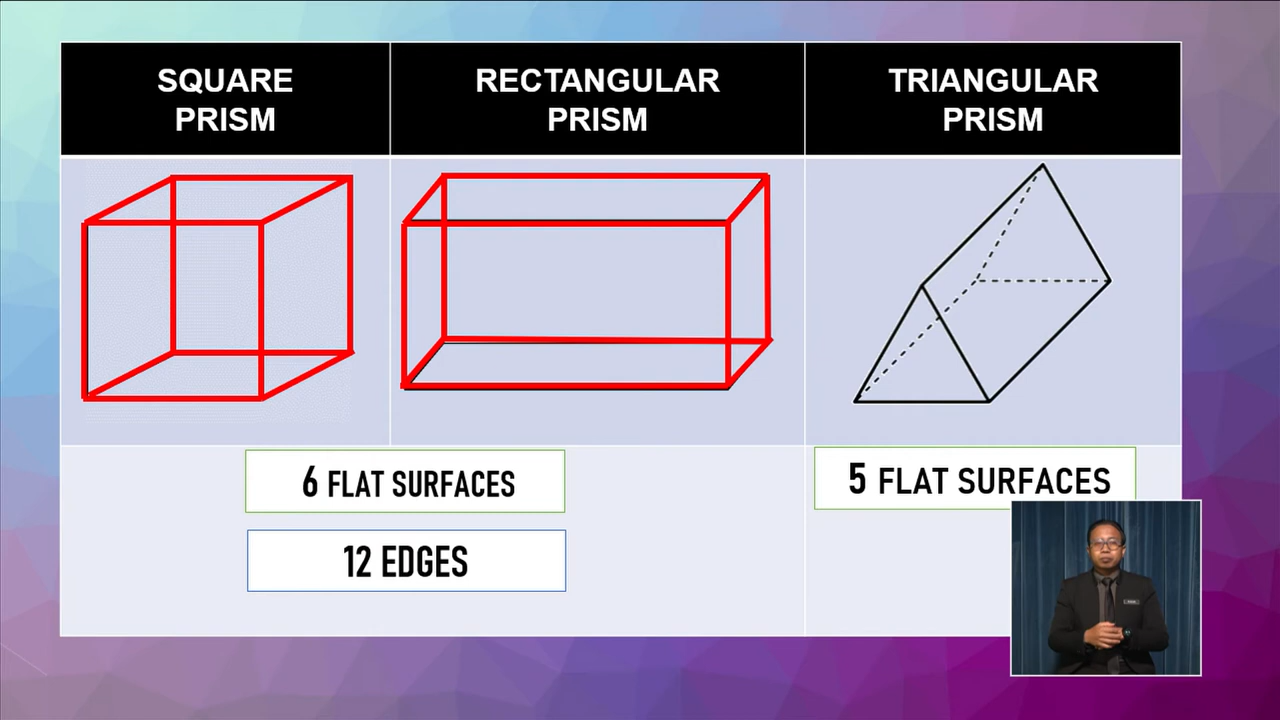 SQUARE
PRISM
RECTANGULAR
PRISM
TRIANGULAR
PRISM
6 FLAT SURFACES
5 FLAT SURFACES
12 EDGES